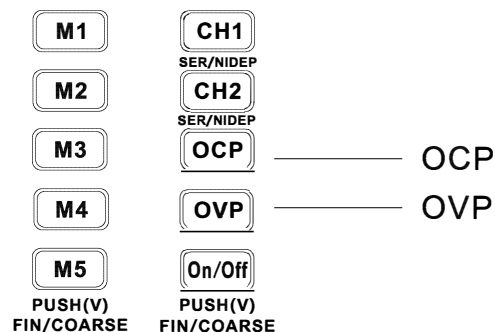 M1 CH1
SER/NIDEP
M2 CH2
SER/NIDEP
M3 OCP OCP
M4 OVP OVP
M5 On/Off
PUSH(V) PUSH(V)
FIN/COARSE FIN/COARSE